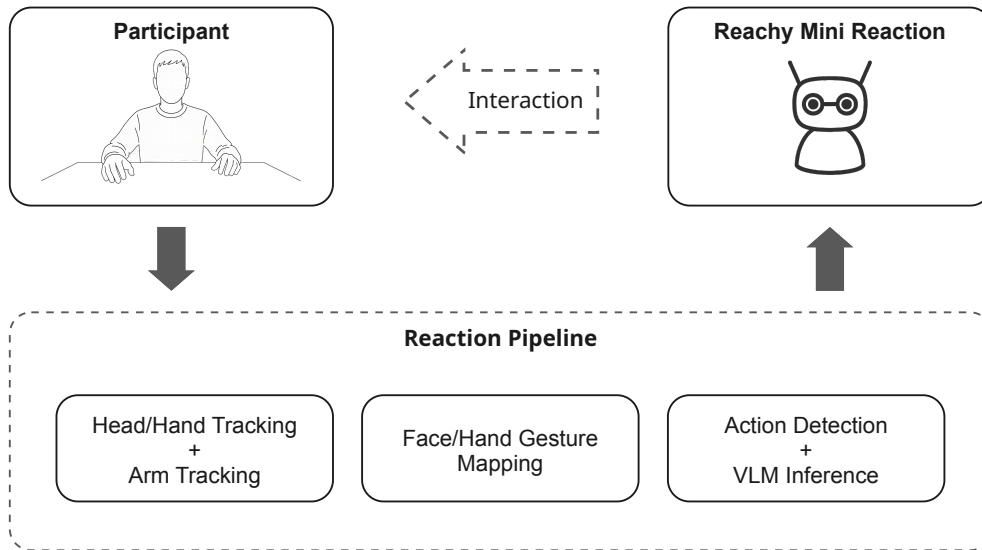 Participant
Interaction
Reachy Mini Reaction
Reaction Pipeline
Head/Hand Tracking
+
Arm Tracking
Face/Hand Gesture
Mapping
Action Detection
+
VLM Inference